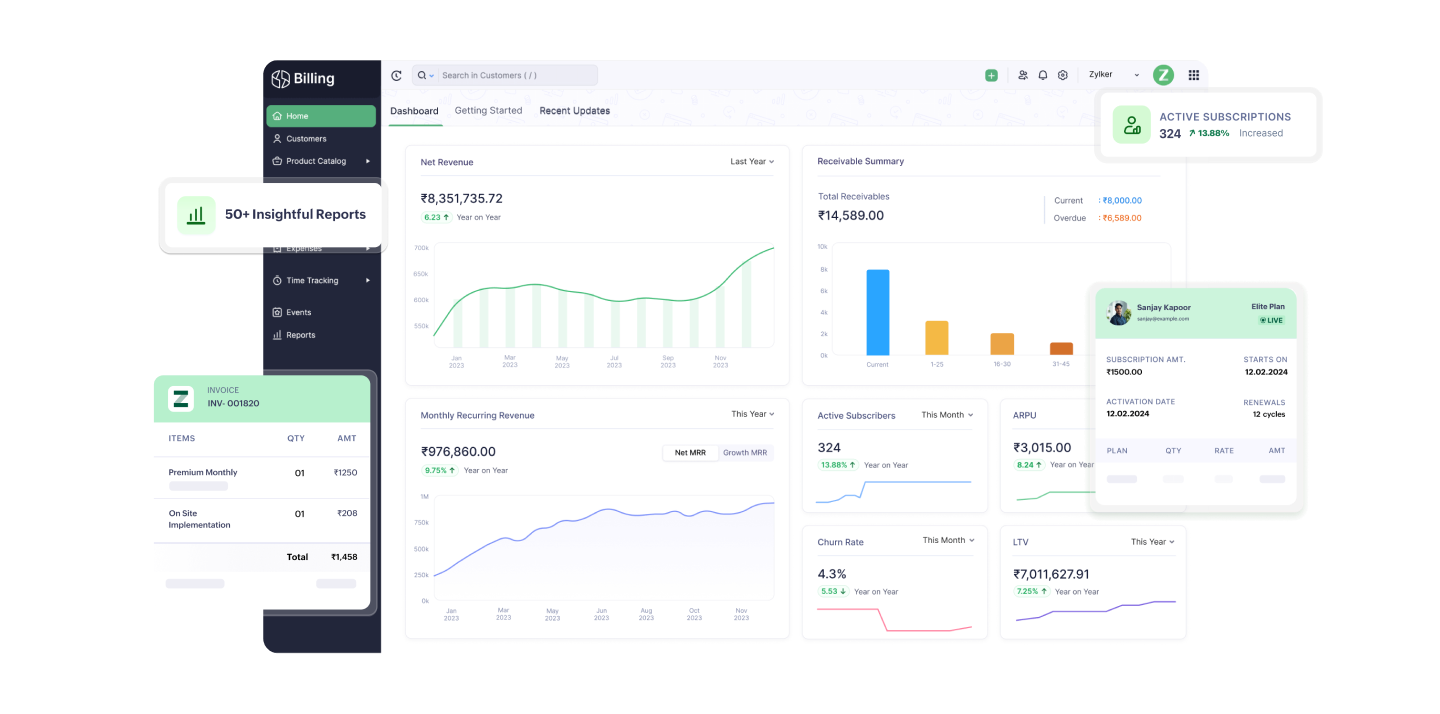 Billing
Search in Customers ( / )
Zylker
Z
Home
Customers
Product Catalog
50+ Insightful Reports
Expenses
Time Tracking
Events
Reports
Dashboard
Getting Started
Recent Updates
ACTIVE SUBSCRIPTIONS
324 13.88% Increased
Net Revenue
Last Year
₹8,351,735.72
6.23 ↑ Year on Year
700k
650k
600k
550k
Jan Mar May Jul Sep Nov
2023 2023 2023 2023 2023 2023
Receivable Summary
Total Receivables
₹14,589.00
Current : ₹8,000.00
Overdue : ₹6,589.00
10k
8k
6k
4k
2k
0k
Current 1-25 16-30 31-45
Sanjay Kapoor
sanjay@example.com
Elite Plan
LIVE
SUBSCRIPTION AMT. STARTS ON
₹1500.00 12.02.2024
ACTIVATION DATE RENEWALS
12.02.2024 12 cycles
PLAN QTY RATE AMT
INVOICE
INV- 001820
ITEMS QTY AMT
Premium Monthly 01 ₹1250
On Site 01 ₹208
Implementation
Total ₹1,458
Monthly Recurring Revenue
This Year
₹976,860.00
9.75% ↑ Year on Year
Net MRR Growth MRR
1M
750k
500k
250k
0k
Jan Mar May Jun Aug Oct Nov
2023 2023 2023 2023 2023 2023 2023
Active Subscribers This Month
324
13.88% ↑ Year on Year
ARPU
₹3,015.00
8.24 ↑ Year on Year
Churn Rate This Month
4.3%
5.53 ↓ Year on Year
LTV This Year
₹7,011,627.91
7.25% ↑ Year on Year